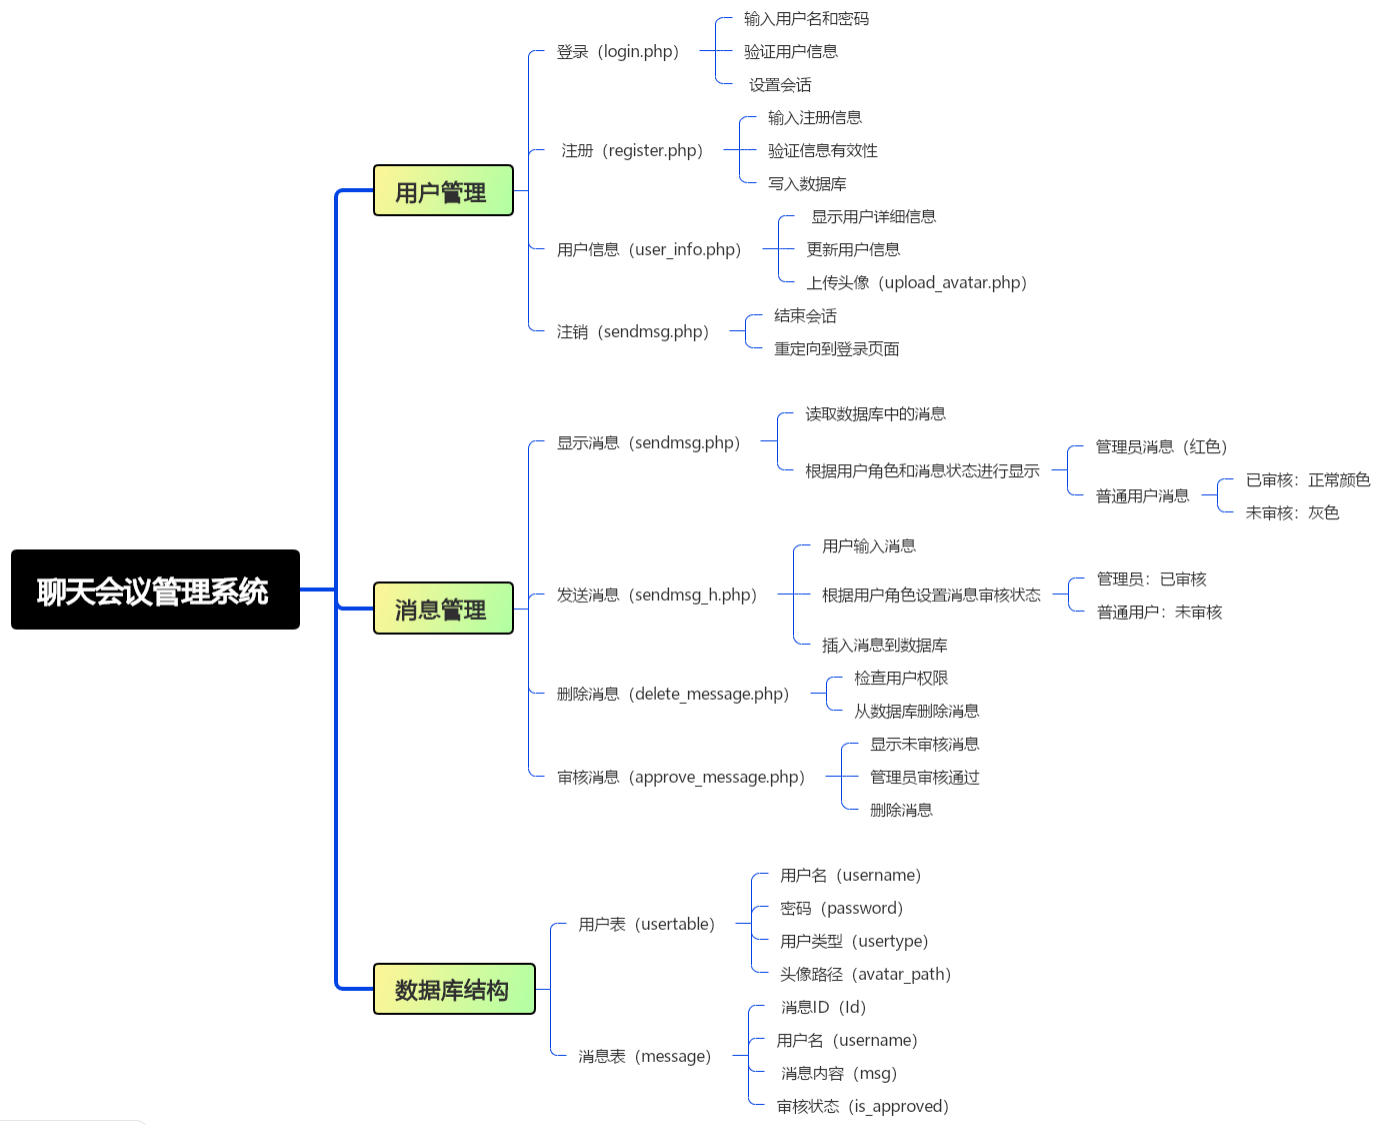 聊天会议管理系统
用户管理
登录（login.php）
输入用户名和密码
验证用户信息
设置会话
注册（register.php）
输入注册信息
验证信息有效性
写入数据库
用户信息（user_info.php）
显示用户详细信息
更新用户信息
上传头像（upload_avatar.php）
注销（sendmsg.php）
结束会话
重定向到登录页面
消息管理
显示消息（sendmsg.php）
读取数据库中的消息
根据用户角色和消息状态进行显示
管理员消息（红色）
普通用户消息
已审核：正常颜色
未审核：灰色
发送消息（sendmsg_h.php）
用户输入消息
根据用户角色设置消息审核状态
管理员：已审核
普通用户：未审核
插入消息到数据库
删除消息（delete_message.php）
检查用户权限
从数据库删除消息
审核消息（approve_message.php）
显示未审核消息
管理员审核通过
删除消息
数据库结构
用户表（usertable）
用户名（username）
密码（password）
用户类型（usertype）
头像路径（avatar_path）
消息表（message）
消息ID（Id）
用户名（username）
消息内容（msg）
审核状态（is_approved）